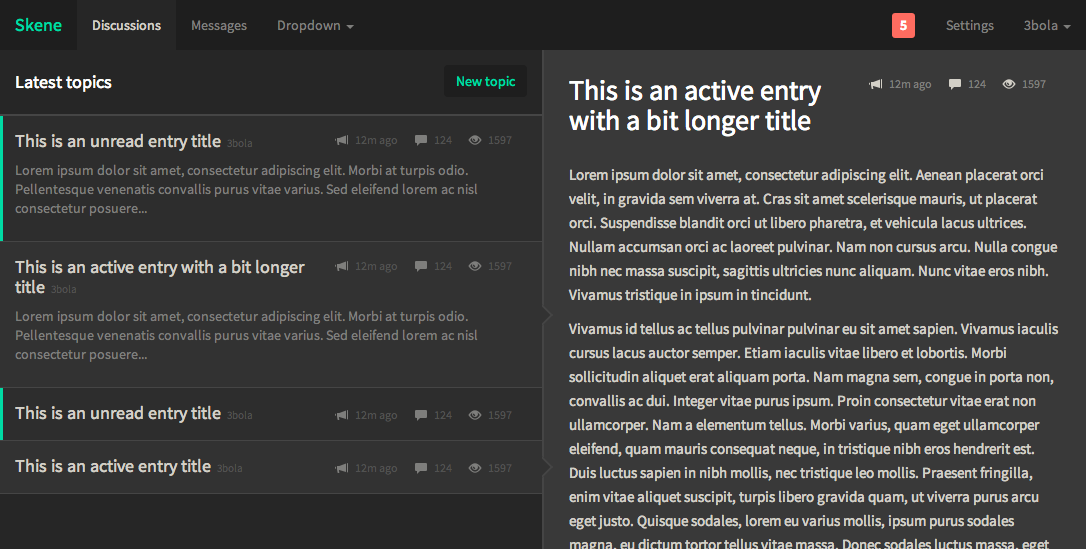 Skene Discussions Messages Dropdown 5 Settings 3bola
Latest topics New topic
This is an unread entry title 3bola 12m ago 124 1597
Lorem ipsum dolor sit amet, consectetur adipiscing elit. Morbi at turpis odio.
Pellentesque venenatis convallis purus vitae varius. Sed eleifend lorem ac nisl
consectetur posuere...
This is an active entry with a bit longer
title 3bola 12m ago 124 1597
Lorem ipsum dolor sit amet, consectetur adipiscing elit. Morbi at turpis odio.
Pellentesque venenatis convallis purus vitae varius. Sed eleifend lorem ac nisl
consectetur posuere...
This is an unread entry title 3bola 12m ago 124 1597
This is an active entry title 3bola 12m ago 124 1597
This is an active entry
with a bit longer title
12m ago 124 1597
Lorem ipsum dolor sit amet, consectetur adipiscing elit. Aenean placerat orci
velit, in gravida sem viverra at. Cras sit amet scelerisque mauris, ut placerat
orci. Suspendisse blandit orci ut libero pharetra, et vehicula lacus ultrices.
Nullam accumsan orci ac laoreet pulvinar. Nam non cursus arcu. Nulla congue
nibh nec massa suscipit, sagittis ultricies nunc aliquam. Nunc vitae eros nibh.
Vivamus tristique in ipsum in tincidunt.
Vivamus id tellus ac tellus pulvinar pulvinar eu sit amet sapien. Vivamus iaculis
cursus lacus auctor semper. Etiam iaculis vitae libero et lobortis. Morbi
sollicitudin aliquet erat aliquam porta. Nam magna sem, congue in porta non,
convallis ac dui. Integer vitae purus ipsum. Proin consectetur vitae erat non
ullamcorper. Nam a elementum tellus. Morbi varius, quam eget ullamcorper
eleifend, quam mauris consequat neque, in tristique nibh eros hendrerit est.
Duis luctus sapien in nibh mollis, nec tristique leo mollis. Praesent fringilla,
enim vitae aliquet suscipit, turpis libero gravida quam, ut viverra purus arcu
eget justo. Quisque sodales, lorem eu varius mollis, ipsum purus sodales
magna, eu dictum tortor tellus vitae massa. Donec sodales luctus massa, eget